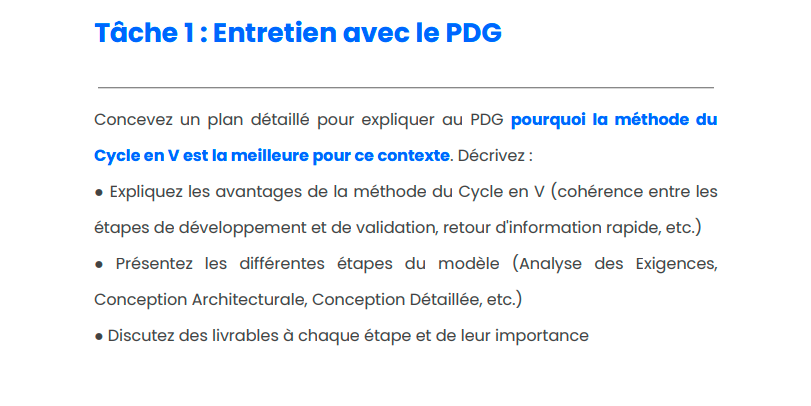 Tâche 1 : Entretien avec le PDG
Concevez un plan détaillé pour expliquer au PDG pourquoi la méthode du
Cycle en V est la meilleure pour ce contexte. Décrivez :
● Expliquez les avantages de la méthode du Cycle en V (cohérence entre les
étapes de développement et de validation, retour d'information rapide, etc.)
● Présentez les différentes étapes du modèle (Analyse des Exigences,
Conception Architecturale, Conception Détaillée, etc.)
● Discutez des livrables à chaque étape et de leur importance